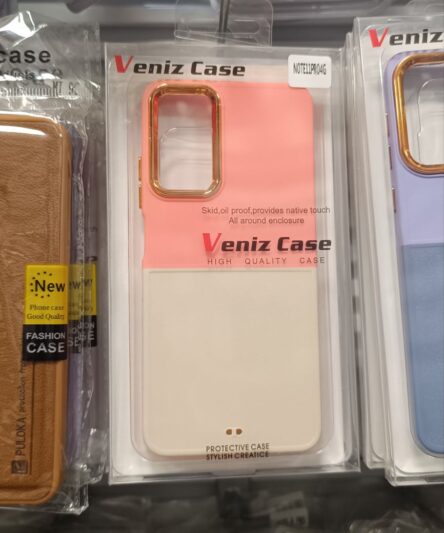 CASE
New
Phone case
Good Quality
FASHION
CASE
PULOKA
Veniz Case
NOTE11PRO4G
Skid,oil proof,provides native touch
All around enclosure
Veniz Case
HIGH QUALITY CASE
PROTECTIVE CASE
STYLISH CREATICE
Veniz